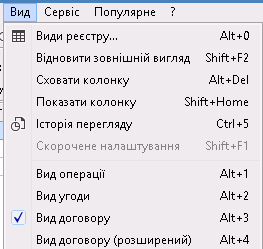 Вид Сервіс Популярне ?
Види реєстру... Alt+0
Відновити зовнішній вигляд Shift+F2
Сховати колонку Alt+Del
Показати колонку Shift+Home
Історія перегляду Ctrl+5
Скорочене налаштування Shift+F1
Вид операції Alt+1
Вид угоди Alt+2
Вид договору Alt+3
Вид договору (розширений) Alt+4